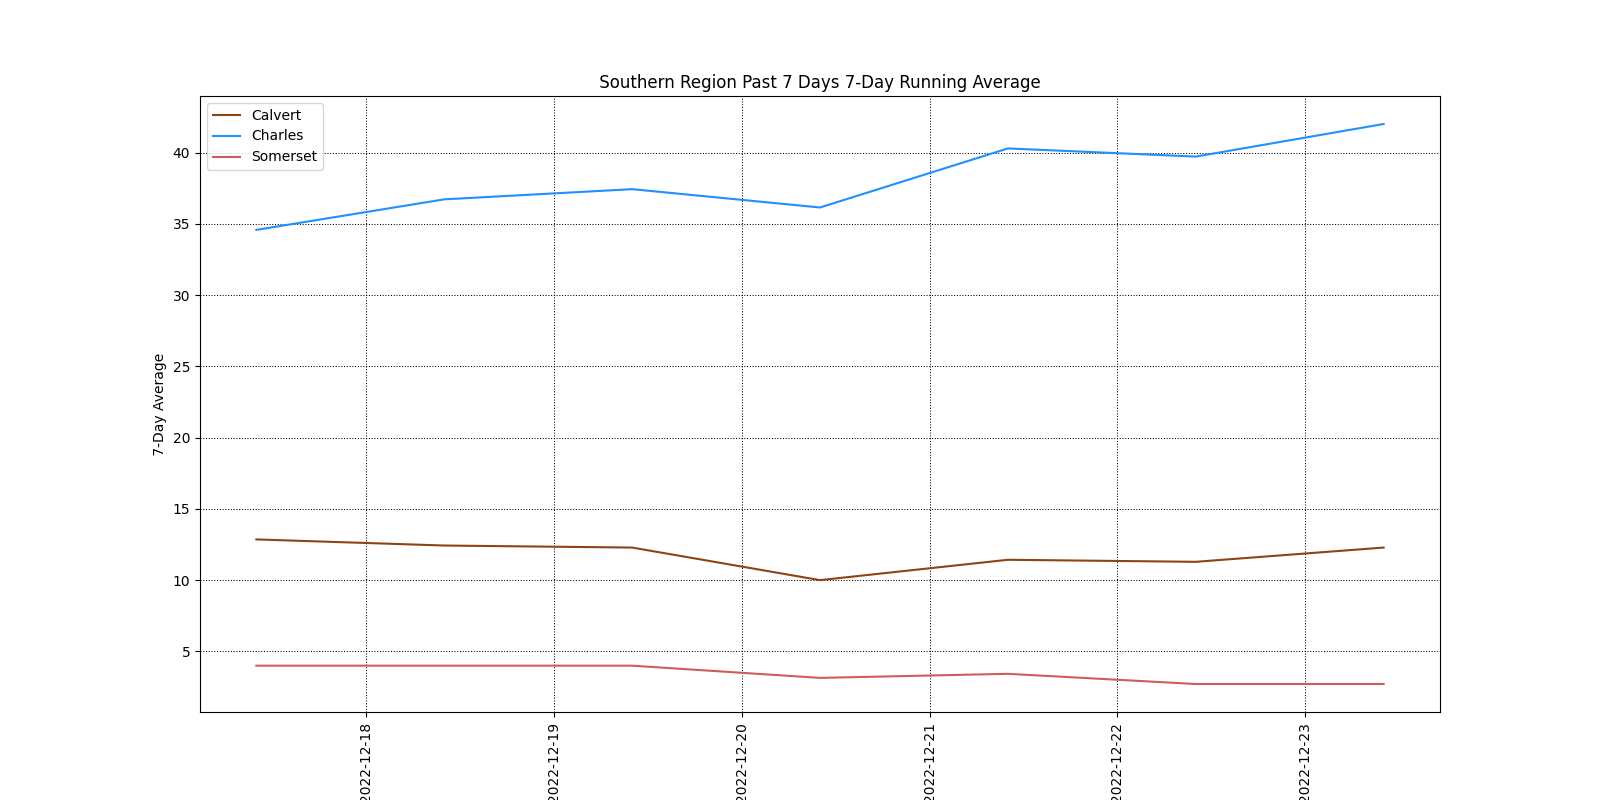 Southern Region Past 7 Days 7-Day Running Average
Calvert
Charles
Somerset
7-Day Average
40
35
30
25
20
15
10
5
2022-12-18
2022-12-19
2022-12-20
2022-12-21
2022-12-22
2022-12-23